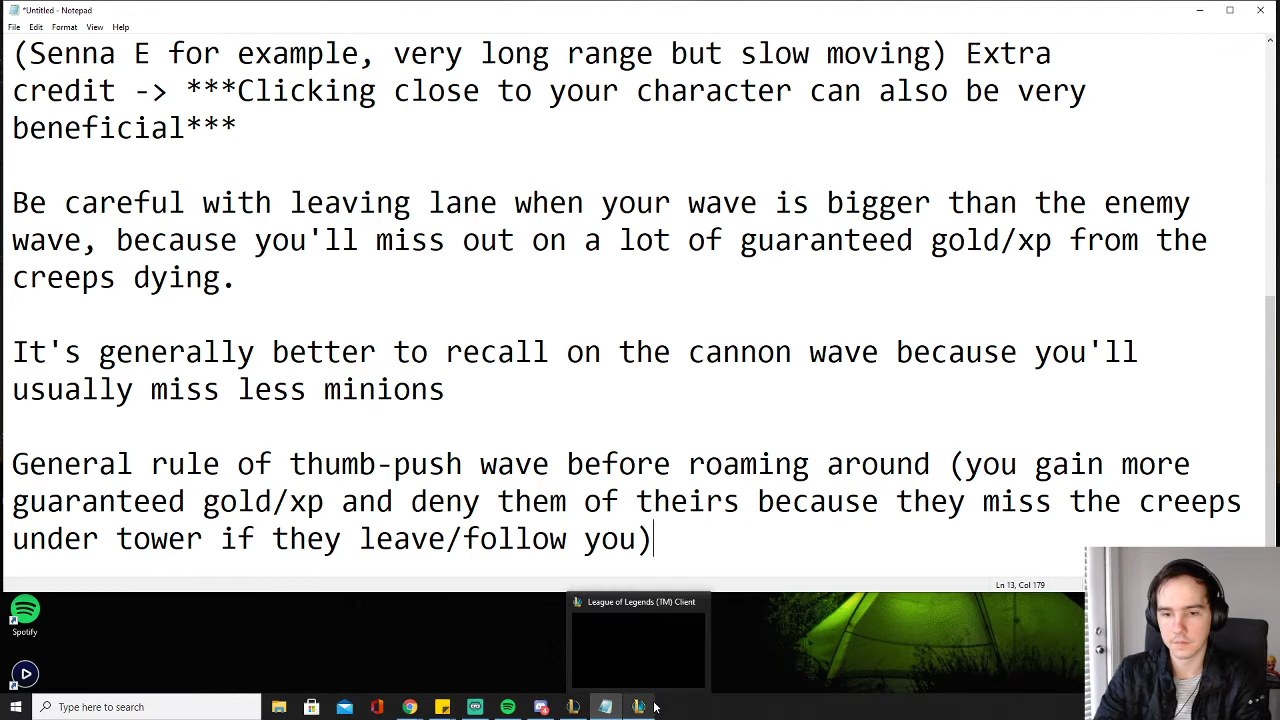 *Untitled - Notepad
File Edit Format View Help
(Senna E for example, very long range but slow moving) Extra
credit -> ***Clicking close to your character can also be very
beneficial***
Be careful with leaving lane when your wave is bigger than the enemy
wave, because you'll miss out on a lot of guaranteed gold/xp from the
creeps dying.
It's generally better to recall on the cannon wave because you'll
usually miss less minions
General rule of thumb-push wave before roaming around (you gain more
guaranteed gold/xp and deny them of theirs because they miss the creeps
under tower if they leave/follow you)
Ln 13, Col 179
League of Legends (TM) Client
Spotify
Type here to search